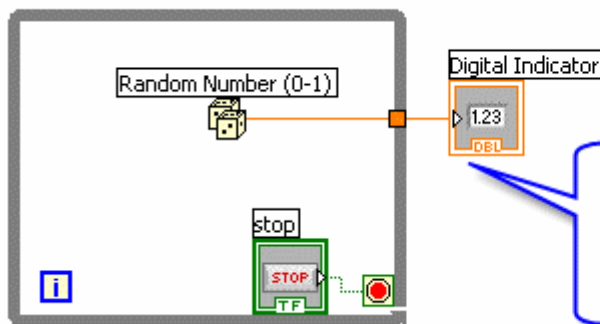 Random Number (0-1)
Digital Indicator
1.23
DBL
stop
STOP
TF
i